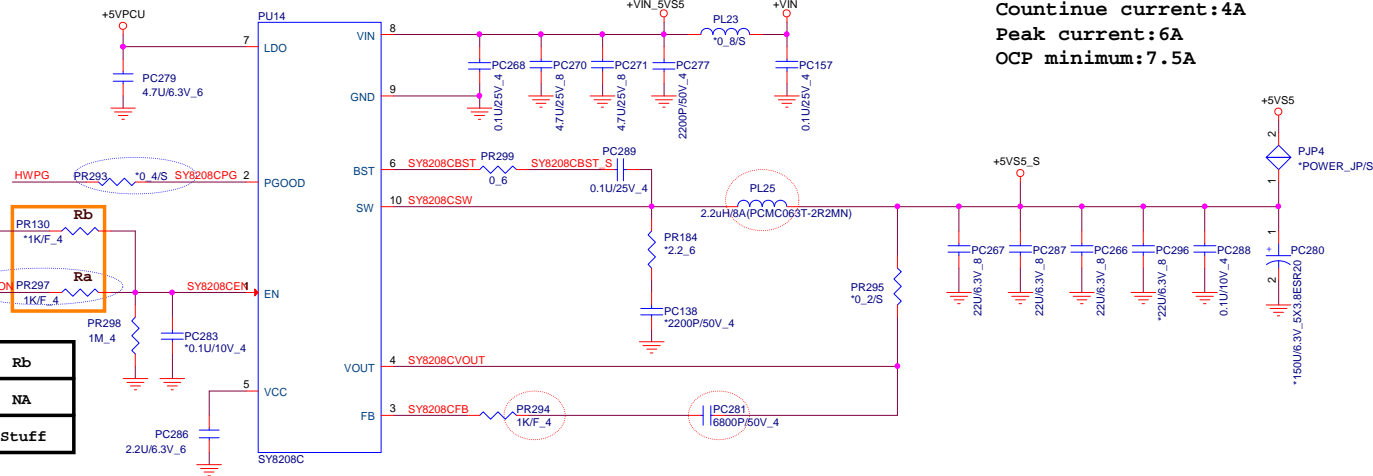 +5VPCU
PU14
+VIN_5VS5
+VIN
Countinue current:4A
Peak current:6A
OCP minimum:7.5A
7
LDO
VIN
8
PL23
*0_8/S
PC279
4.7U/6.3V_6
PC268
0.1U/25V_4
PC270
4.7U/25V_8
PC271
4.7U/25V_8
PC277
2200P/50V_4
PC157
0.1U/25V_4
GND
9
+5VS5
2
PJP4
*POWER_JP/S
1
HWPG
PR293
*0_4/S
SY8208CPG
2
PGOOD
BST
6
SY8208CBST
PR299
0_6
SY8208CBST_S
PC289
0.1U/25V_4
+5VS5_S
SW
10
SY8208CSW
PL25
2.2uH/8A(PCMC063T-2R2MN)
Rb
PR130
*1K/F_4
Ra
ON
PR297
1K/F_4
SY8208CEN
1
EN
PR184
*2.2_6
PC138
*2200P/50V_4
PR295
*0_2/S
PC267
22U/6.3V_8
PC287
22U/6.3V_8
PC266
22U/6.3V_8
PC296
*22U/6.3V_8
PC288
0.1U/10V_4
1
+
PC280
2
*150U/6.3V_5X3.8ESR20
PR298
1M_4
PC283
*0.1U/10V_4
Rb
NA
Stuff
VOUT
4
SY8208CVOUT
5
VCC
FB
3
SY8208CFB
PR294
1K/F_4
PC281
6800P/50V_4
PC286
2.2U/6.3V_6
SY8208C